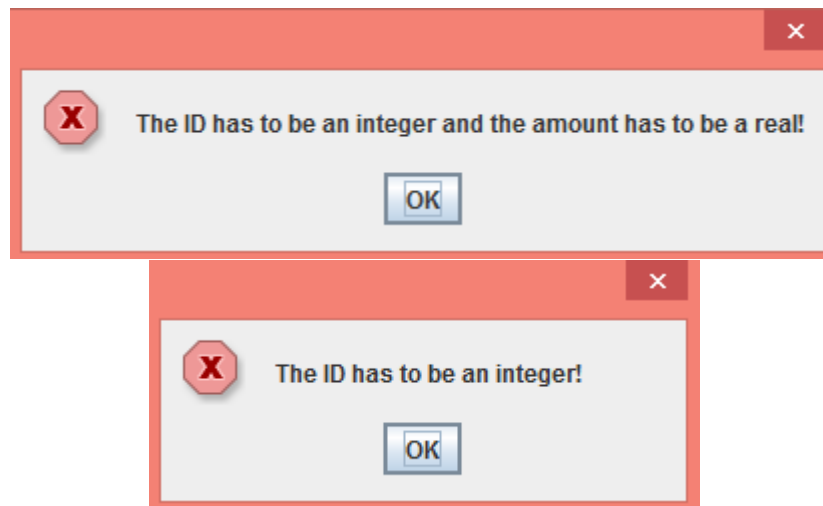 The ID has to be an integer and the amount has to be a real!
OK
The ID has to be an integer!
OK